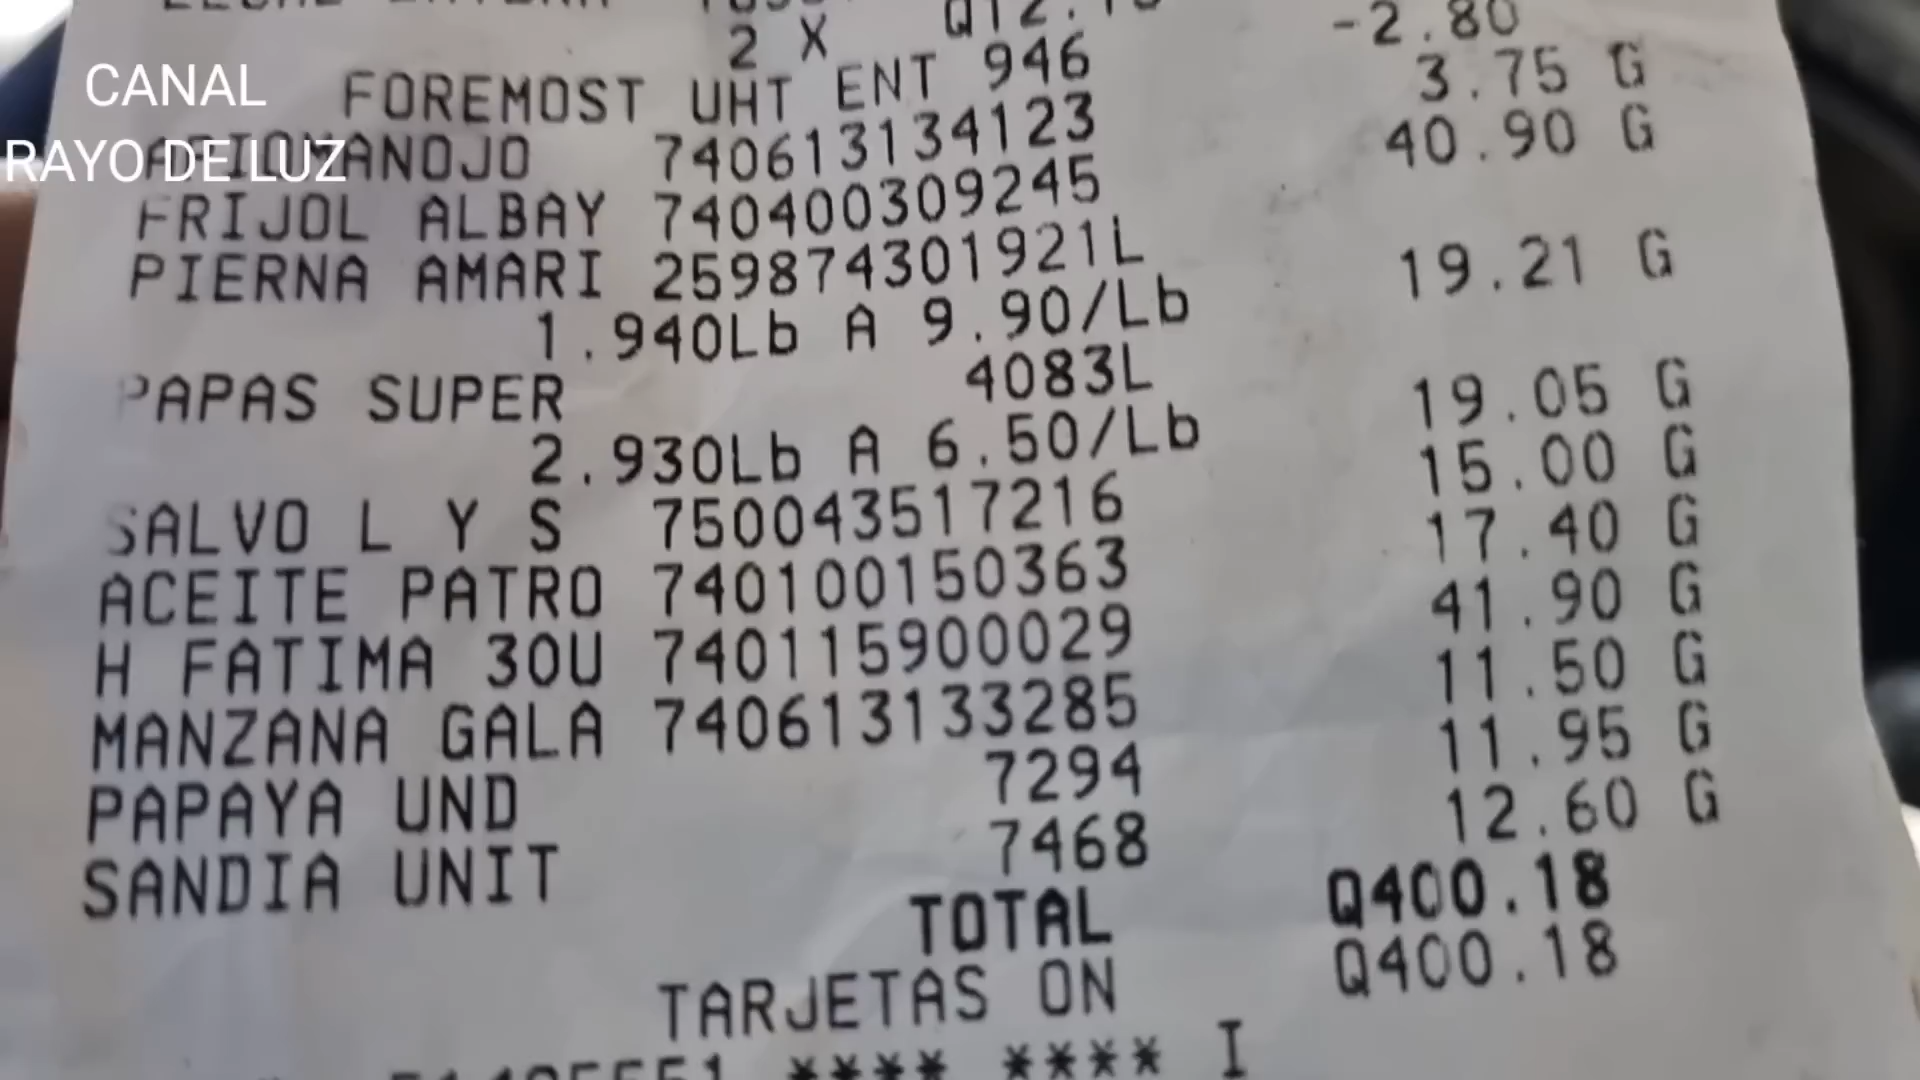 CANAL
RAYO DE LUZ
2 X
-2.80
FOREMOST UHT ENT 946
APIOMANOJO 740613134123 3.75 G
FRIJOL ALBAY 740400309245 40.90 G
PIERNA AMARI 259874301921L
1.940Lb A 9.90/Lb 19.21 G
PAPAS SUPER 4083L
2.930Lb A 6.50/Lb 19.05 G
SALVO L Y S 750043517216 15.00 G
ACEITE PATRO 740100150363 17.40 G
H FATIMA 30U 740115900029 41.90 G
MANZANA GALA 740613133285 11.50 G
PAPAYA UND 7294 11.95 G
SANDIA UNIT 7468 12.60 G
TOTAL Q400.18
TARJETAS ON Q400.18
**** **** I